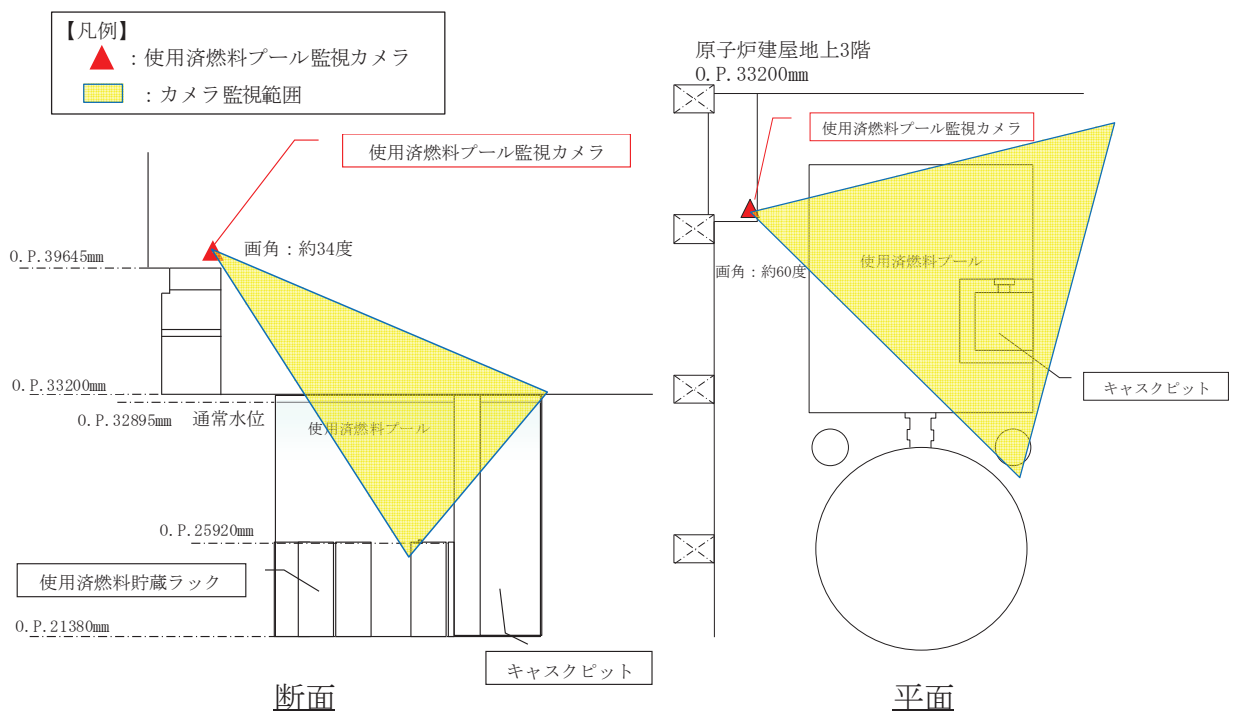 【凡例】
：使用済燃料プール監視カメラ
：カメラ監視範囲
使用済燃料プール監視カメラ
画角：約34度
O.P.39645mm
O.P.33200mm
O.P.32895mm 通常水位
使用済燃料プール
O.P.25920mm
使用済燃料貯蔵ラック
O.P.21380mm
キャスクピット
断面
原子炉建屋地上3階
O.P.33200mm
使用済燃料プール監視カメラ
画角：約60度
使用済燃料プール
キャスクピット
平面